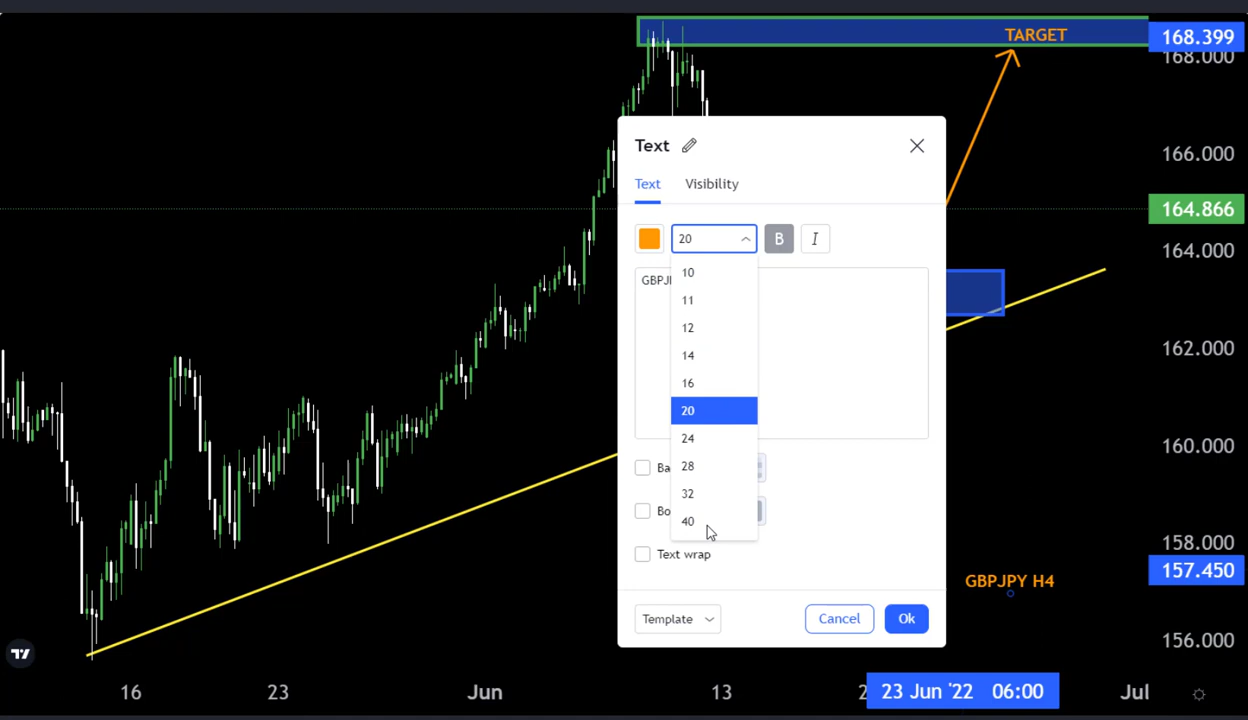 TARGET
168.399
168.000
Text
Text Visibility
166.000
164.866
20
B I
164.000
10
11
12
14
16
20
24
28
32
40
162.000
160.000
158.000
Text wrap
157.450
GBPJPY H4
Template
Cancel
Ok
156.000
16 23 Jun 13 23 Jun '22 06:00 Jul